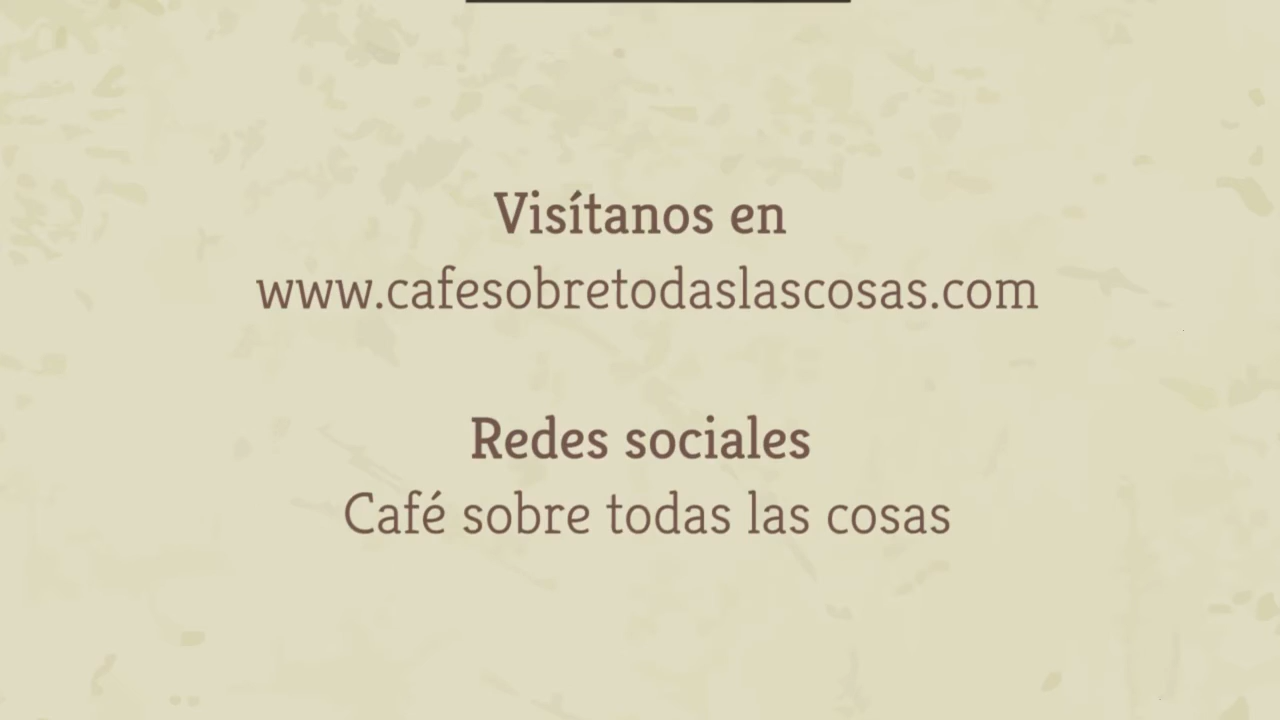 Visítanos en
www.cafesobretodaslascosas.com
Redes sociales
Café sobre todas las cosas